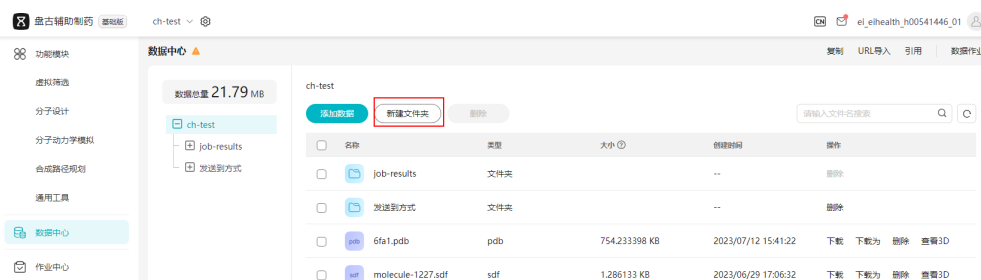 盘古辅助制药 基础版 ch-test CN ei_eihealth_h00541446_01
功能模块
虚拟筛选
分子设计
分子动力学模拟
合成路径规划
通用工具
数据中心
作业中心
数据中心 复制 URL导入 引用 数据作业
数据总量 21.79 MB
ch-test
job-results
发送到方式
ch-test
添加数据 新建文件夹 删除 请输入文件名搜索
名称 类型 大小 创建时间 操作
job-results 文件夹 -- 删除
发送到方式 文件夹 -- 删除
pdb 6fa1.pdb pdb 754.233398 KB 2023/07/12 15:41:22 下载 下载为 删除 查看3D
sdf molecule-1227.sdf sdf 1.286133 KB 2023/06/29 17:06:32 下载 下载为 删除 查看3D